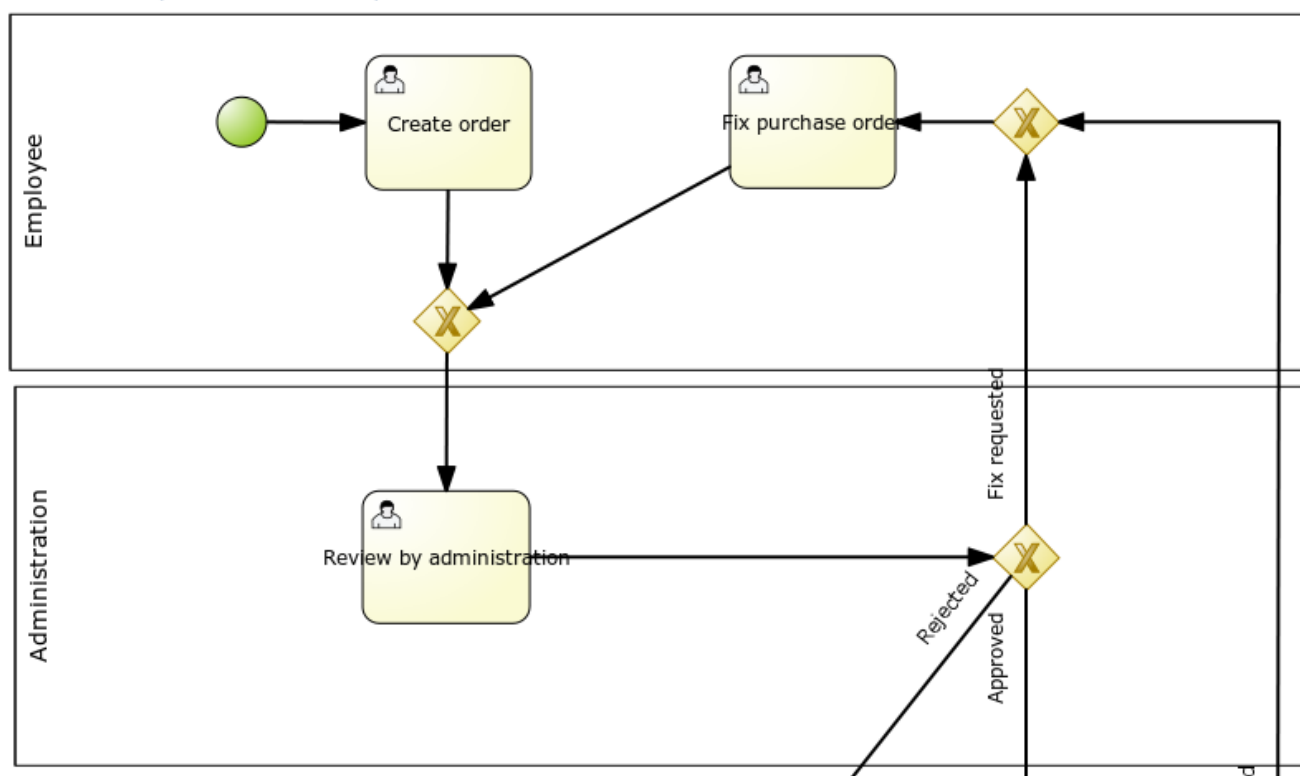 Employee
Create order
Fix purchase order
Fix requested
Administration
Review by administration
Rejected
Approved